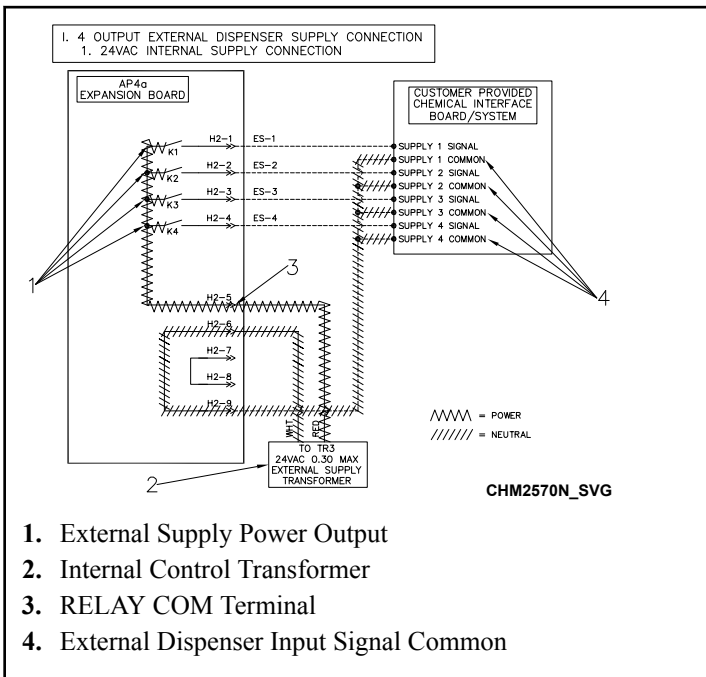 I. 4 OUTPUT EXTERNAL DISPENSER SUPPLY CONNECTION
1. 24VAC INTERNAL SUPPLY CONNECTION
AP4a
EXPANSION BOARD
CUSTOMER PROVIDED
CHEMICAL INTERFACE
BOARD/SYSTEM
K1 H2-1 ES-1 SUPPLY 1 SIGNAL
SUPPLY 1 COMMON
K2 H2-2 ES-2 SUPPLY 2 SIGNAL
SUPPLY 2 COMMON
K3 H2-3 ES-3 SUPPLY 3 SIGNAL
SUPPLY 3 COMMON
K4 H2-4 ES-4 SUPPLY 4 SIGNAL
SUPPLY 4 COMMON
1
3
4
H2-5
H2-6
H2-7
H2-8
H2-9
WHT
RED
= POWER
= NEUTRAL
TO TR3
24VAC 0.30 MAX
EXTERNAL SUPPLY
TRANSFORMER
2
CHM2570N_SVG
1. External Supply Power Output
2. Internal Control Transformer
3. RELAY COM Terminal
4. External Dispenser Input Signal Common